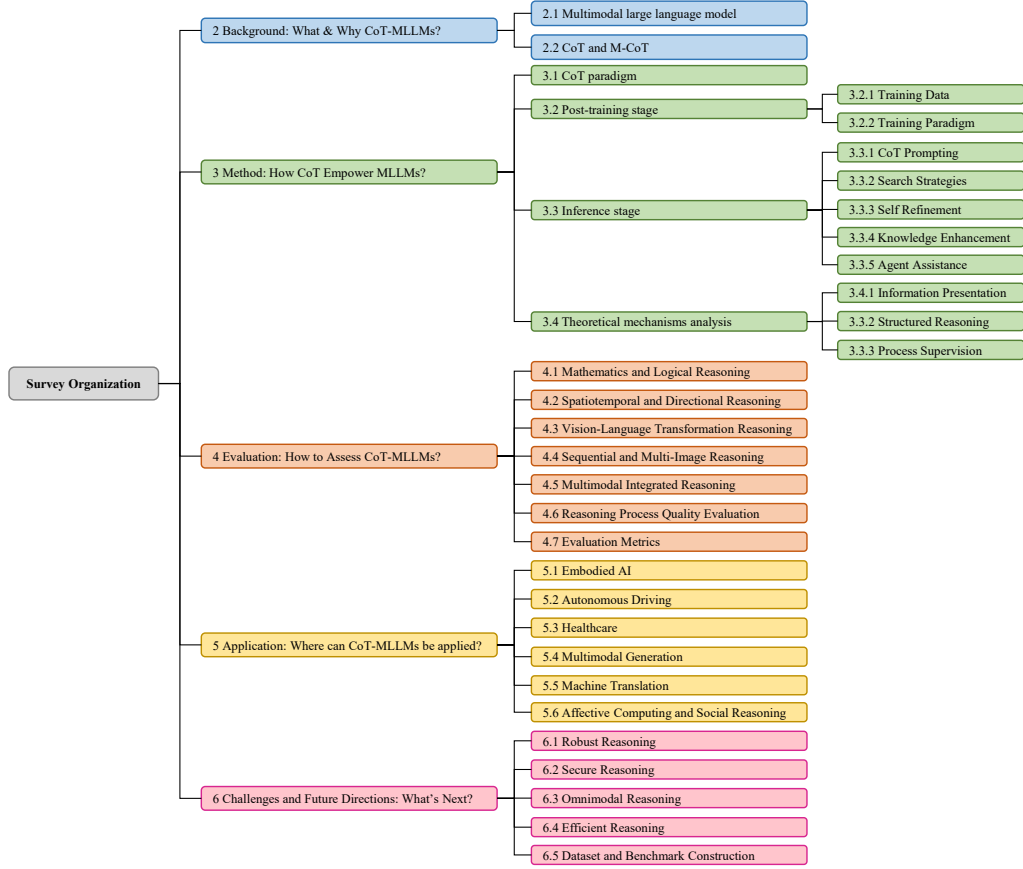 Survey Organization
2 Background: What & Why CoT-MLLMs?
2.1 Multimodal large language model
2.2 CoT and M-CoT
3 Method: How CoT Empower MLLMs?
3.1 CoT paradigm
3.2 Post-training stage
3.2.1 Training Data
3.2.2 Training Paradigm
3.3 Inference stage
3.3.1 CoT Prompting
3.3.2 Search Strategies
3.3.3 Self Refinement
3.3.4 Knowledge Enhancement
3.3.5 Agent Assistance
3.4 Theoretical mechanisms analysis
3.4.1 Information Presentation
3.3.2 Structured Reasoning
3.3.3 Process Supervision
4 Evaluation: How to Assess CoT-MLLMs?
4.1 Mathematics and Logical Reasoning
4.2 Spatiotemporal and Directional Reasoning
4.3 Vision-Language Transformation Reasoning
4.4 Sequential and Multi-Image Reasoning
4.5 Multimodal Integrated Reasoning
4.6 Reasoning Process Quality Evaluation
4.7 Evaluation Metrics
5 Application: Where can CoT-MLLMs be applied?
5.1 Embodied AI
5.2 Autonomous Driving
5.3 Healthcare
5.4 Multimodal Generation
5.5 Machine Translation
5.6 Affective Computing and Social Reasoning
6 Challenges and Future Directions: What's Next?
6.1 Robust Reasoning
6.2 Secure Reasoning
6.3 Omnimodal Reasoning
6.4 Efficient Reasoning
6.5 Dataset and Benchmark Construction